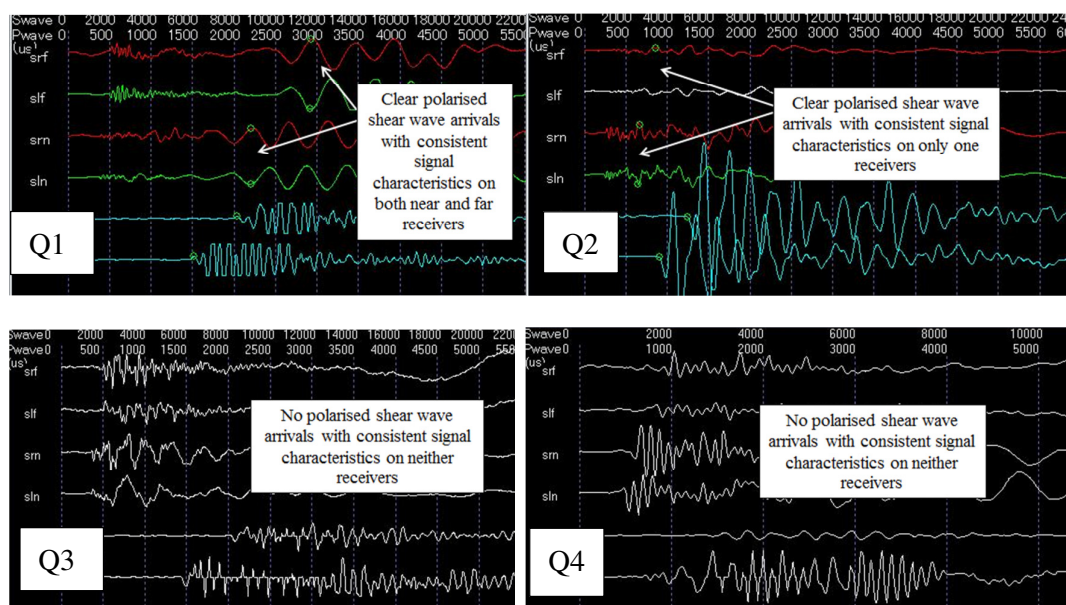 Swave 2000 4000 6000 8000 10000 12000 14000 16000 18000 20000 2200
Pwave 0 500 1000 1500 2000 2500 3000 3500 4000 4500 5000 550
(us)
srf
slf
srn
sln
Clear polarised
shear wave arrivals
with consistent
signal
characteristics on
both near and far
receivers
Q1
Swave 2000 4000 6000 8000 10000 12000 14000 16000 18000 20000 22000
Pwave 0 500 1000 1500 2000 2500 3000 3500 4000 4500 5000 5500
(us)
srf
slf
srn
sln
Clear polarised shear wave
arrivals with consistent
signal characteristics on
only one
receivers
Q2
Swave 2000 4000 6000 8000 10000 12000 14000 16000 18000 20000
Pwave 0 500 1000 1500 2000 2500 3000 3500 4000 4500 5000
(us)
srf
slf
srn
sln
No polarised shear wave
arrivals with consistent signal
characteristics on neither
receivers
Q3
Swave 0 2000 4000 6000 8000 10000
Pwave 0 1000 2000 3000 4000 5000
(us)
srf
slf
srn
sln
No polarised shear wave
arrivals with consistent signal
characteristics on neither
receivers
Q4